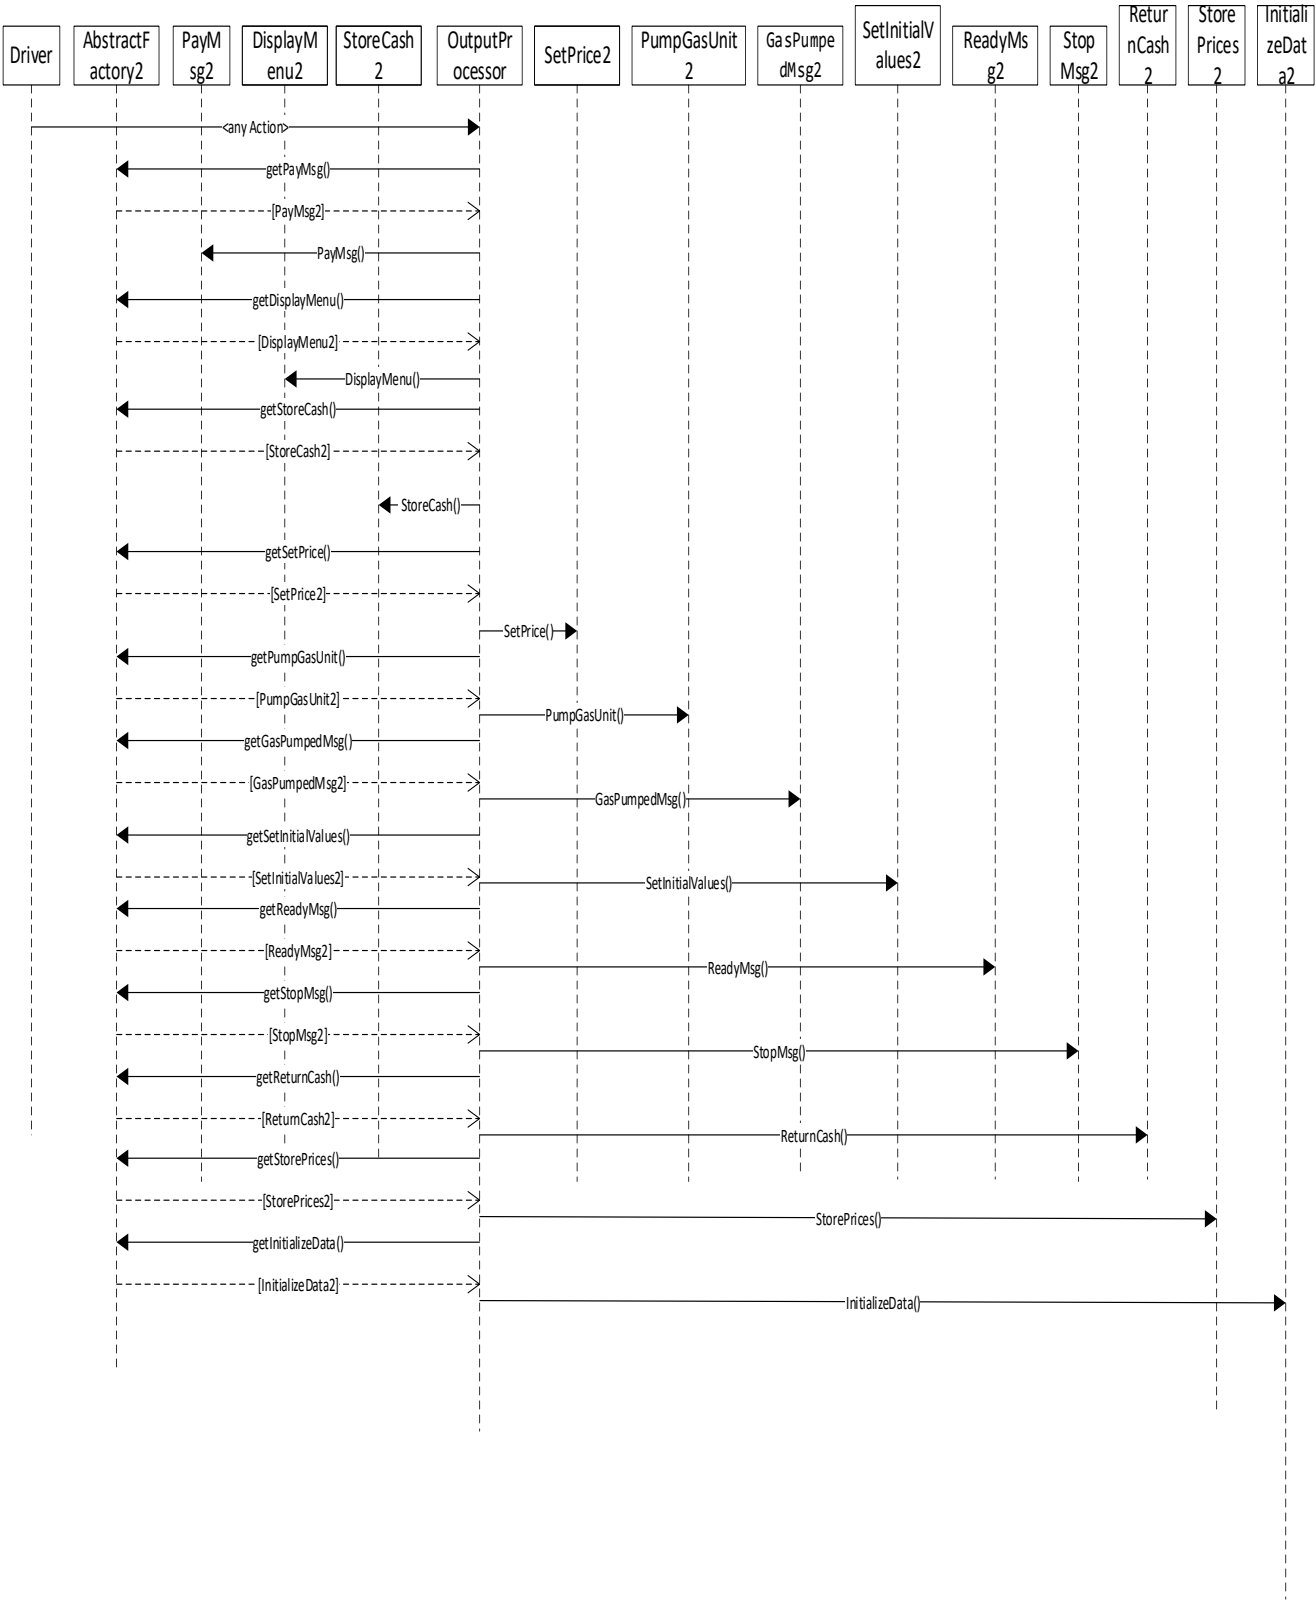 Driver
AbstractF
actory2
PayM
sg2
DisplayM
enu2
StoreCash
2
OutputPr
ocessor
SetPrice2
PumpGasUnit
2
GasPumpe
dMsg2
SetInitialV
alues2
ReadyMs
g2
Stop
Msg2
Retur
nCash
2
Store
Prices
2
Initiali
zeDat
a2
<any Action>
getPayMsg()
[PayMsg2]
PayMsg()
getDisplayMenu()
[DisplayMenu2]
DisplayMenu()
getStoreCash()
[StoreCash2]
StoreCash()
getSetPrice()
[SetPrice2]
SetPrice()
getPumpGasUnit()
[PumpGasUnit2]
PumpGasUnit()
getGasPumpedMsg()
[GasPumpedMsg2]
GasPumpedMsg()
getSetInitialValues()
[SetInitialValues2]
SetInitialValues()
getReadyMsg()
[ReadyMsg2]
ReadyMsg()
getStopMsg()
[StopMsg2]
StopMsg()
getReturnCash()
[ReturnCash2]
ReturnCash()
getStorePrices()
[StorePrices2]
StorePrices()
getInitializeData()
[InitializeData2]
InitializeData()